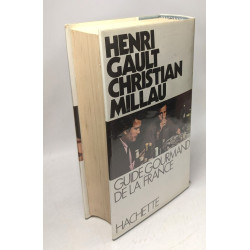 HENRI
GAULT
CHRISTIAN
MILLAU
GUIDE GOURMAND
DE LA FRANCE
HACHETTE